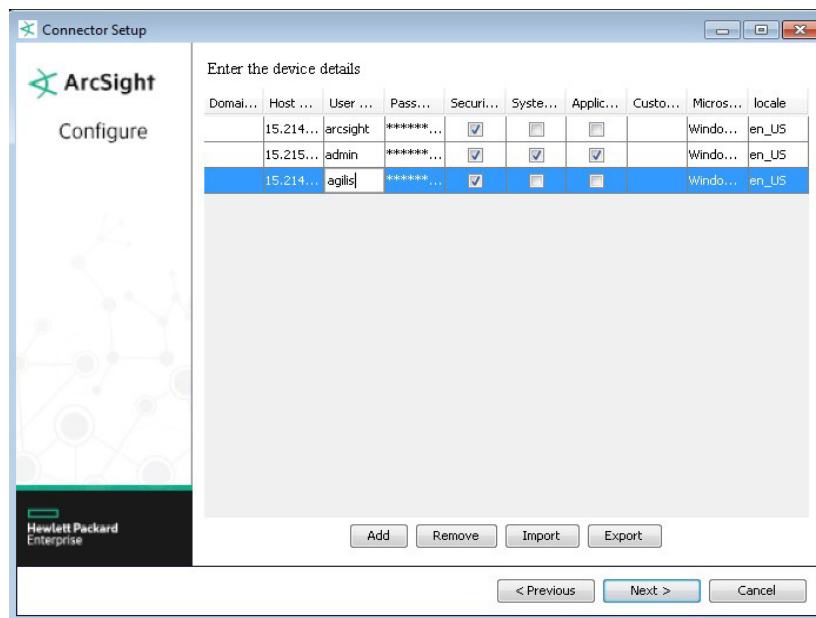 Connector Setup
ArcSight
Configure
Enter the device details
Domai... Host ... User ... Pass... Securi... Syste... Applic... Custo... Micros... locale
15.214... arcsight ******... Windo... en_US
15.215... admin ******... Windo... en_US
15.214... agilis ******... Windo... en_US
Hewlett Packard
Enterprise
Add Remove Import Export
< Previous Next > Cancel